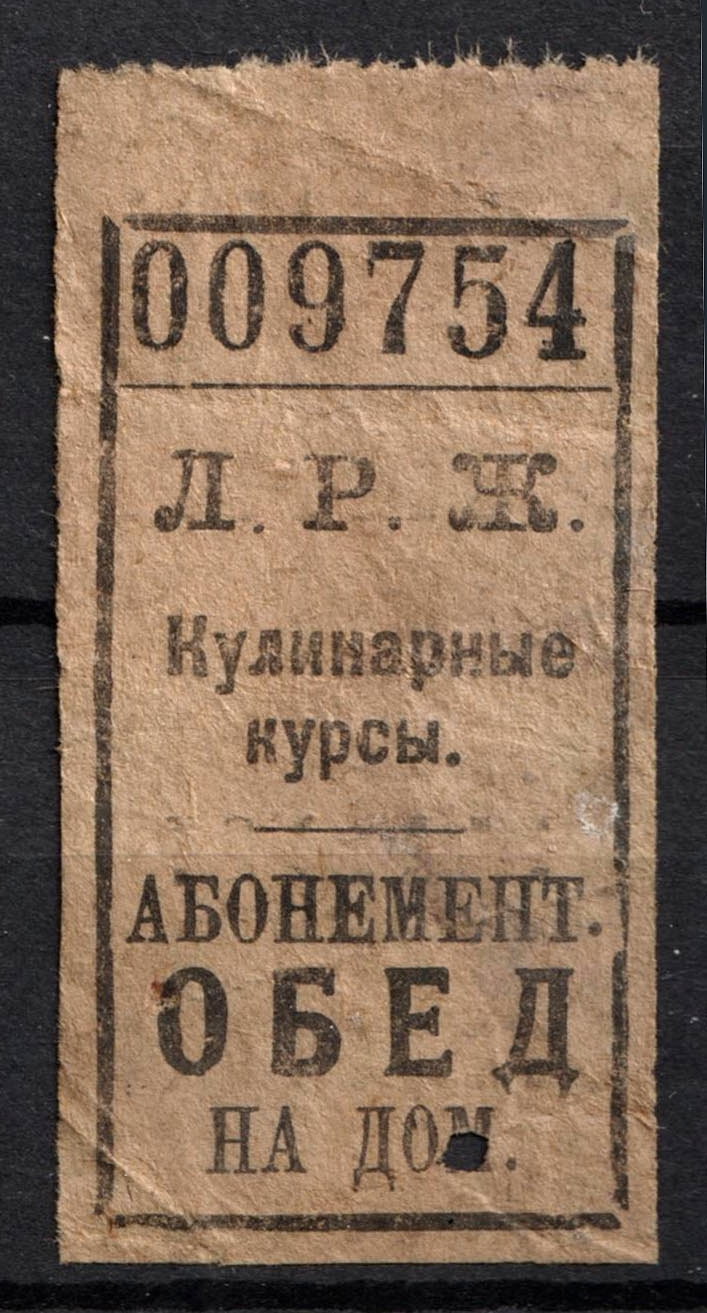 009754
Л. Р. Ж.
Кулинарные
курсы.
АБОНЕМЕНТ.
ОБЕД
НА ДОМ.